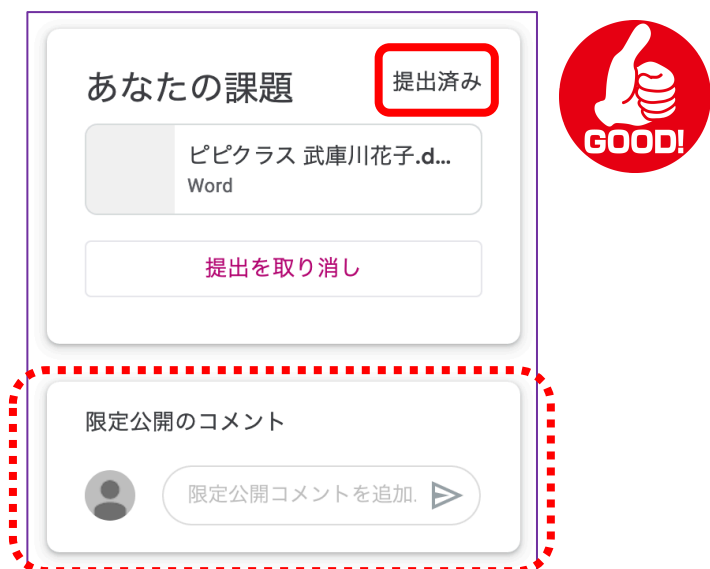 あなたの課題
提出済み
ピピクラス 武庫川花子.d...
Word
提出を取り消し
限定公開のコメント
限定公開コメントを追加.
GOOD!